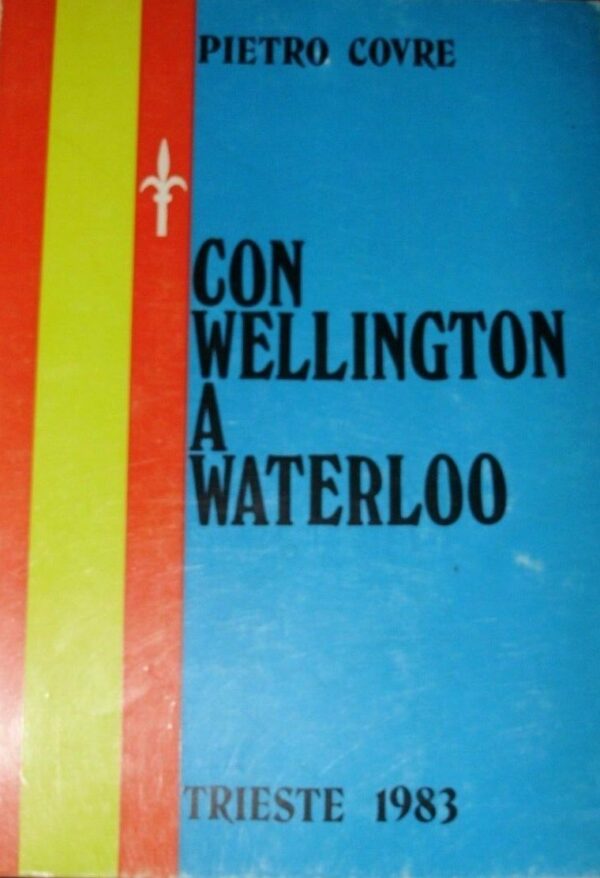 PIETRO COVRE
CON
WELLINGTON
A
WATERLOO
TRIESTE 1983